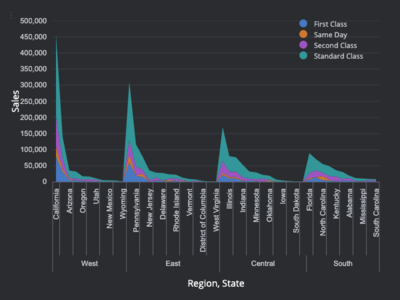 500,000
450,000
400,000
350,000
300,000
250,000
200,000
150,000
100,000
50,000
0
Sales
First Class
Same Day
Second Class
Standard Class
California
Arizona
Oregon
Utah
New Mexico
Wyoming
Pennsylvania
New Jersey
Delaware
Rhode Island
Vermont
District of Columbia
West Virginia
Illinois
Indiana
Minnesota
Oklahoma
Iowa
South Dakota
Florida
North Carolina
Kentucky
Alabama
Mississippi
South Carolina
West
East
Central
South
Region, State